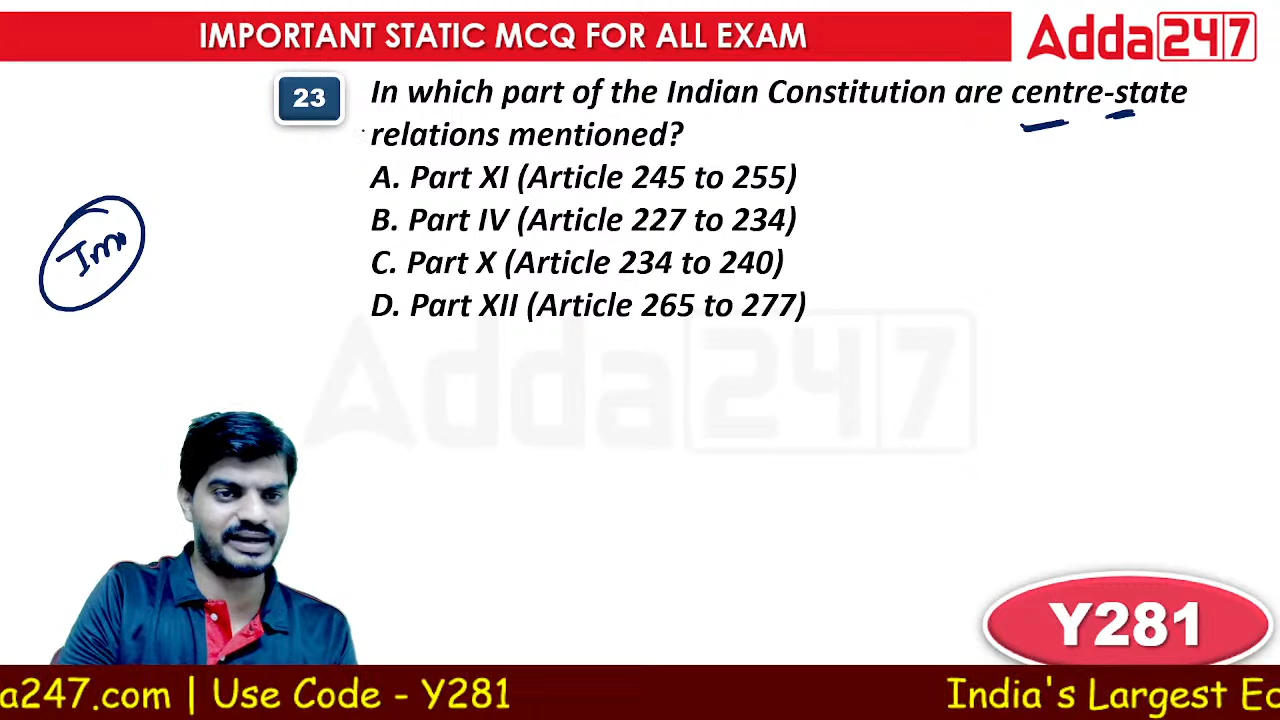 IMPORTANT STATIC MCQ FOR ALL EXAM
Adda247
23
In which part of the Indian Constitution are centre-state
relations mentioned?
A. Part XI (Article 245 to 255)
B. Part IV (Article 227 to 234)
C. Part X (Article 234 to 240)
D. Part XII (Article 265 to 277)
Adda247
Y281
a247.com | Use Code - Y281
India's Largest Ed